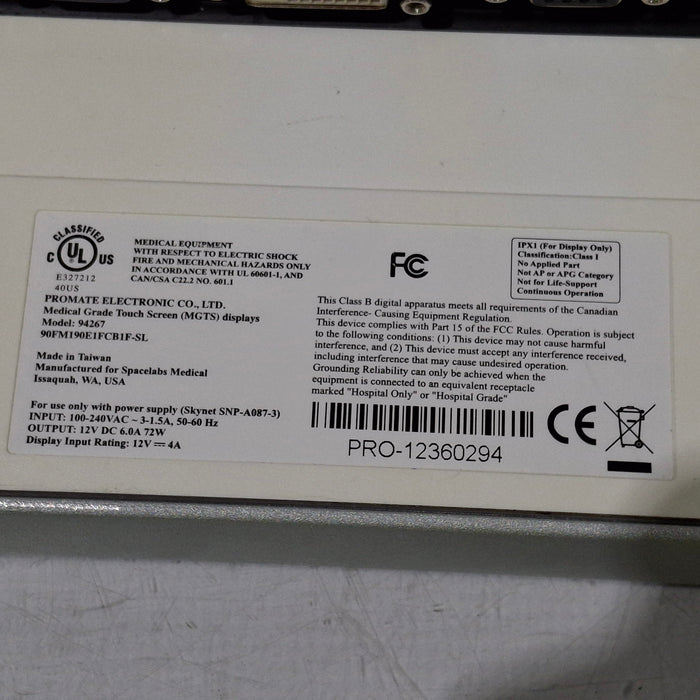 CLASSIFIED
C UL US
E327212
40US
MEDICAL EQUIPMENT
WITH RESPECT TO ELECTRIC SHOCK
FIRE AND MECHANICAL HAZARDS ONLY
IN ACCORDANCE WITH UL 60601-1, AND
CAN/CSA C22.2 NO. 601.1
PROMATE ELECTRONIC CO., LTD.
Medical Grade Touch Screen (MGTS) displays
Model: 94267
90FM190E1FCB1F-SL
Made in Taiwan
Manufactured for Spacelabs Medical
Issaquah, WA, USA
For use only with power supply (Skynet SNP-A087-3)
INPUT: 100-240VAC ~ 3-1.5A, 50-60 Hz
OUTPUT: 12V DC 6.0A 72W
Display Input Rating: 12V ⎓ 4A
FC
IPX1 (For Display Only)
Classification:Class I
No Applied Part
Not AP or APG Category
Not for Life-Support
Continuous Operation
This Class B digital apparatus meets all requirements of the Canadian
Interference- Causing Equipment Regulation.
This device complies with Part 15 of the FCC Rules. Operation is subject
to the following conditions: (1) This device may not cause harmful
interference, and (2) This device must accept any interference received,
including interference that may cause undesired operation.
Grounding Reliability can only be achieved when the
equipment is connected to an equivalent receptacle
marked "Hospital Only" or "Hospital Grade"
PRO-12360294
CE